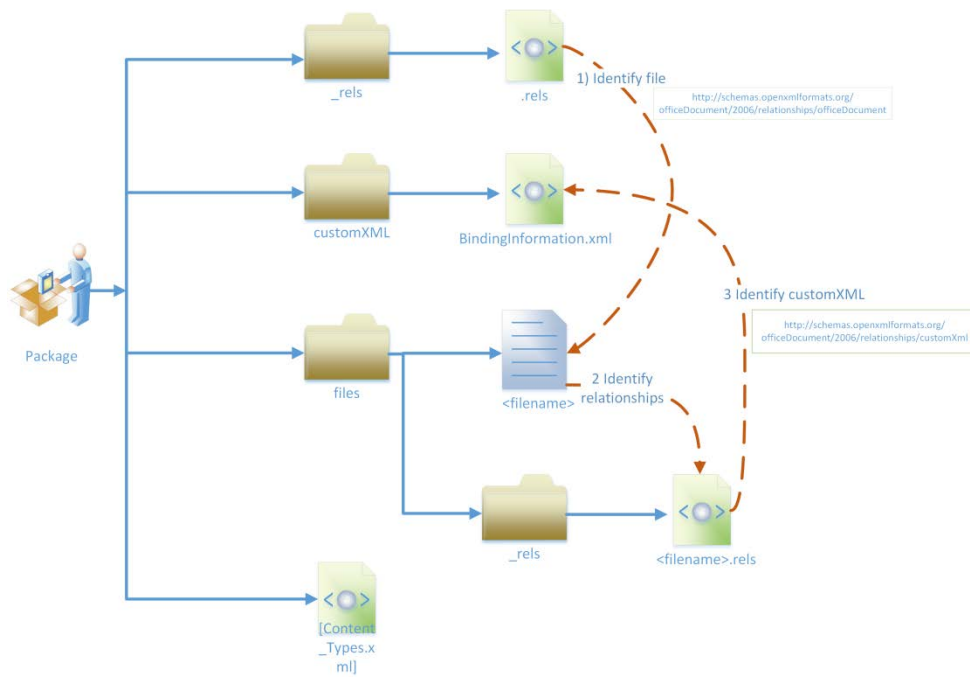 _rels
.rels
1) Identify file
http://schemas.openxmlformats.org/
officeDocument/2006/relationships/officeDocument
customXML
BindingInformation.xml
3 Identify customXML
http://schemas.openxmlformats.org/
officeDocument/2006/relationships/customXml
Package
files
<filename>
2 Identify
relationships
_rels
<filename>.rels
[Content
_Types.x
ml]